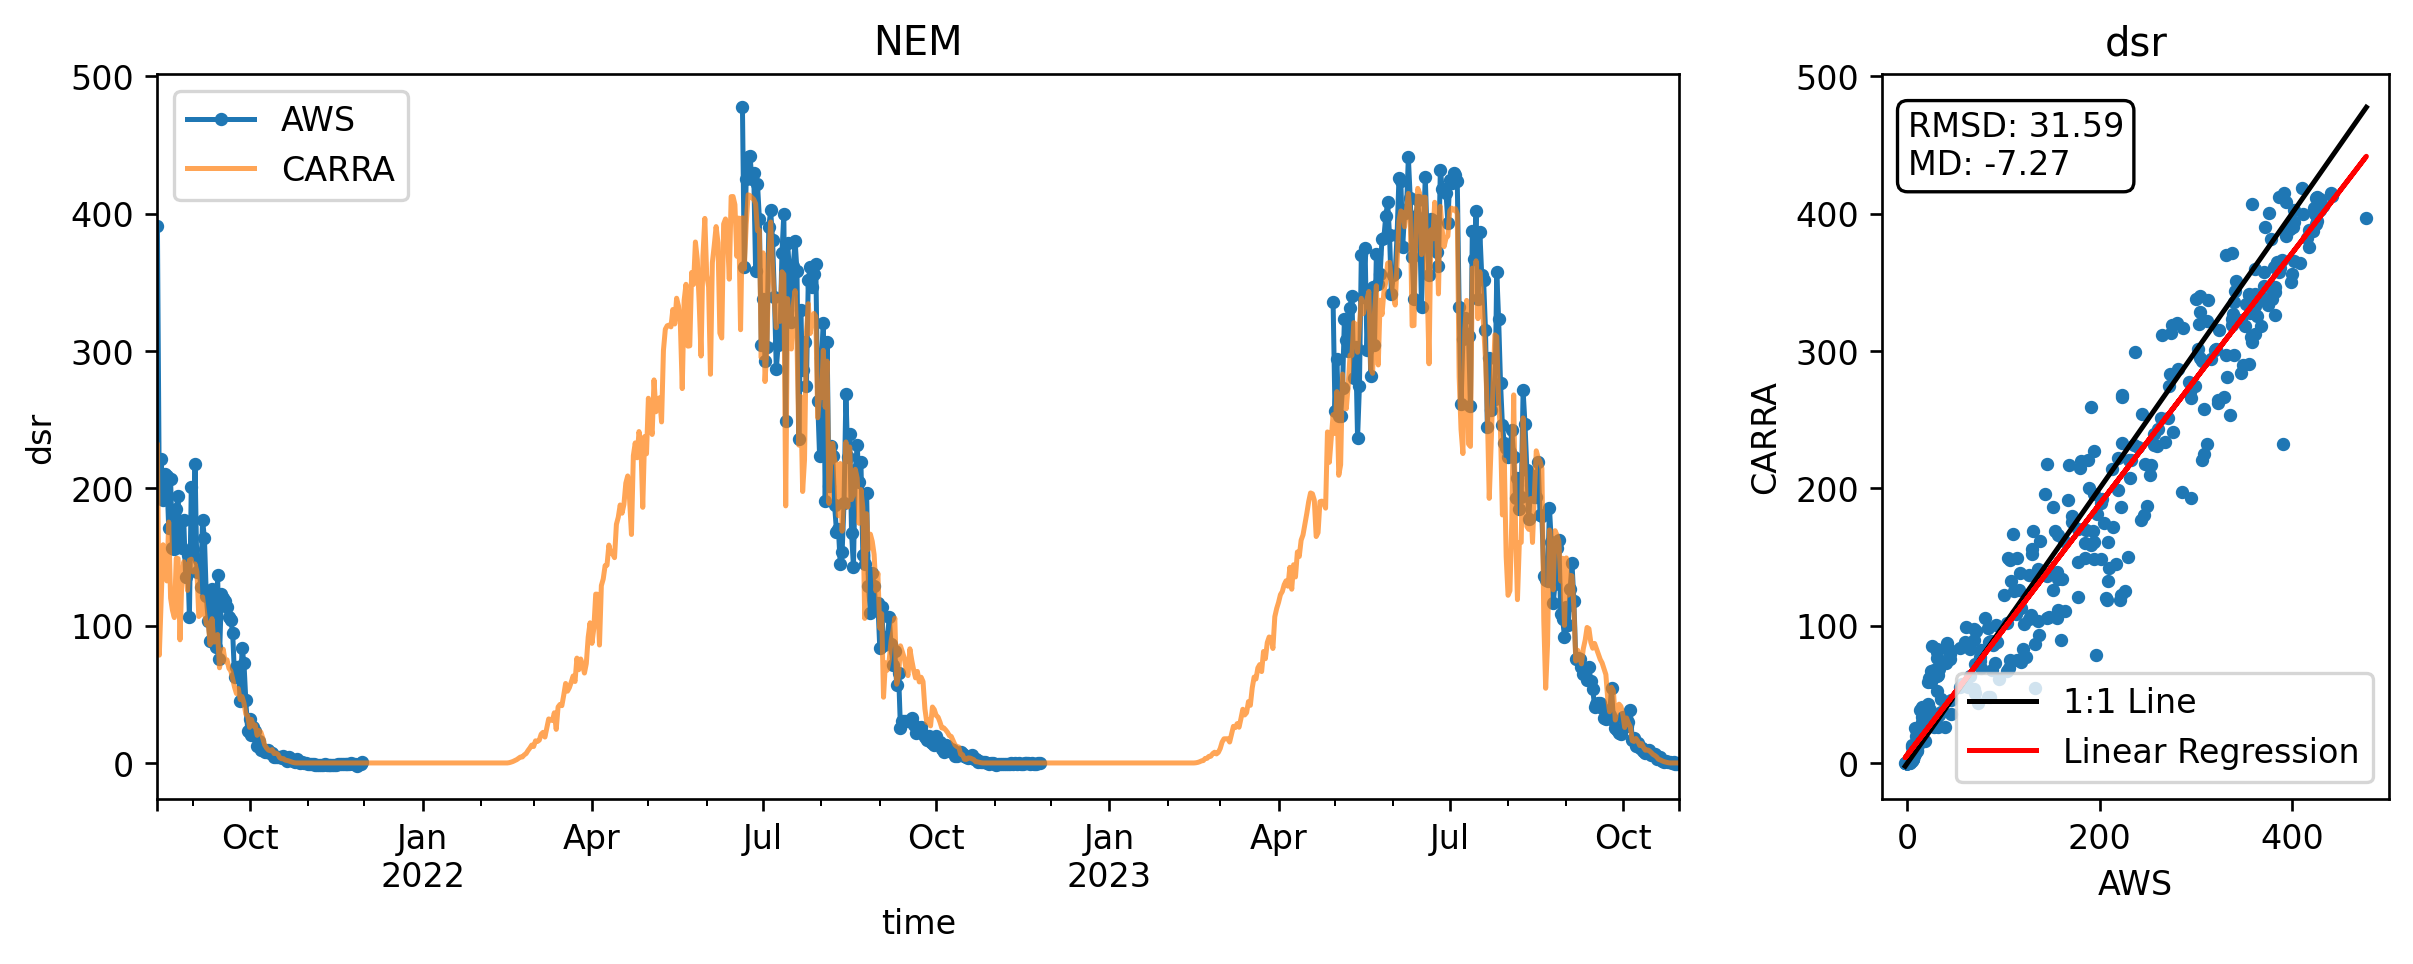 NEM
500
400
300
200
100
0
dsr
AWS
CARRA
Oct
Jan
2022
Apr
Jul
Oct
Jan
2023
Apr
Jul
Oct
time
dsr
500
400
300
200
100
0
CARRA
RMSD: 31.59
MD: -7.27
1:1 Line
Linear Regression
0
200
400
AWS